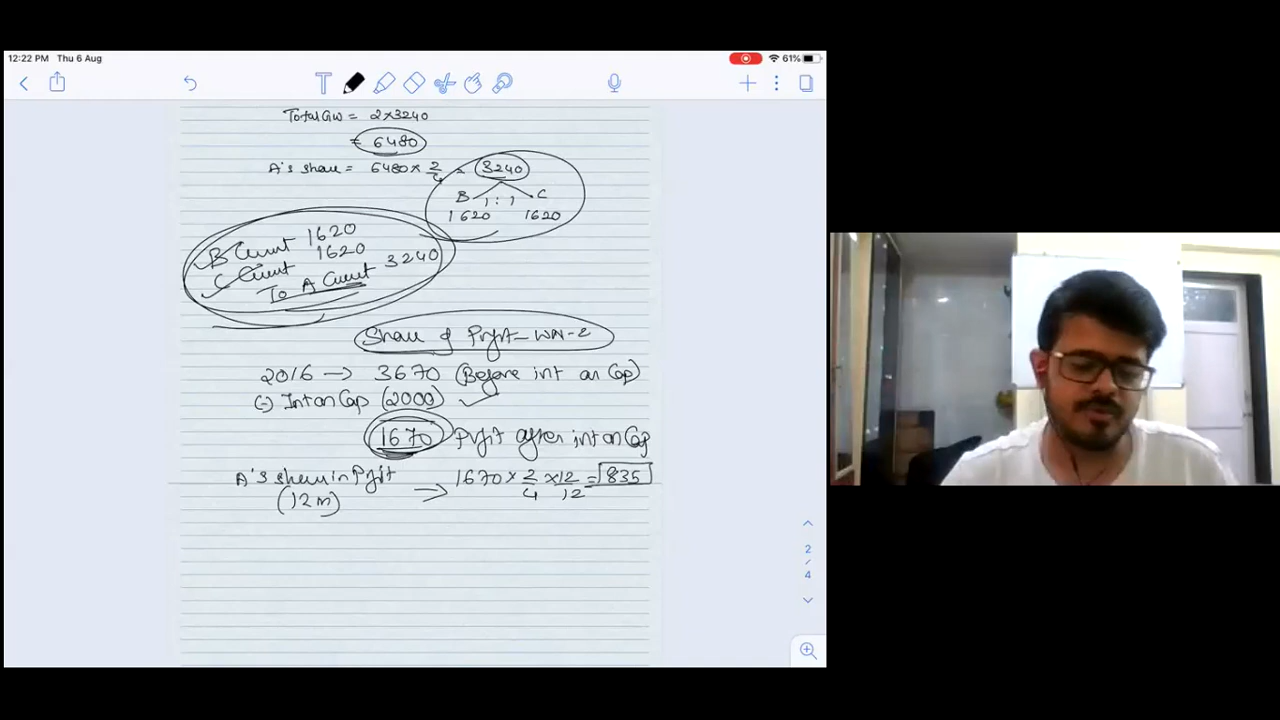 12:22 PM Thu 6 Aug
61%
T
Total GW = 2×3240
= 6480
A's share = 6480 × 2/4 = 3240
B 1:1 C
1620 1620
B Current 1620
C Current 1620
To A Current 3240
Share of Profit - WN-2
2016 → 3670 (Before int on Cap)
(-) Int on Cap (2000)
1670 Profit after int on Cap
A's share in Profit → 1670 × 2/4 × 12/12 = 835
(12m)
2
/
4